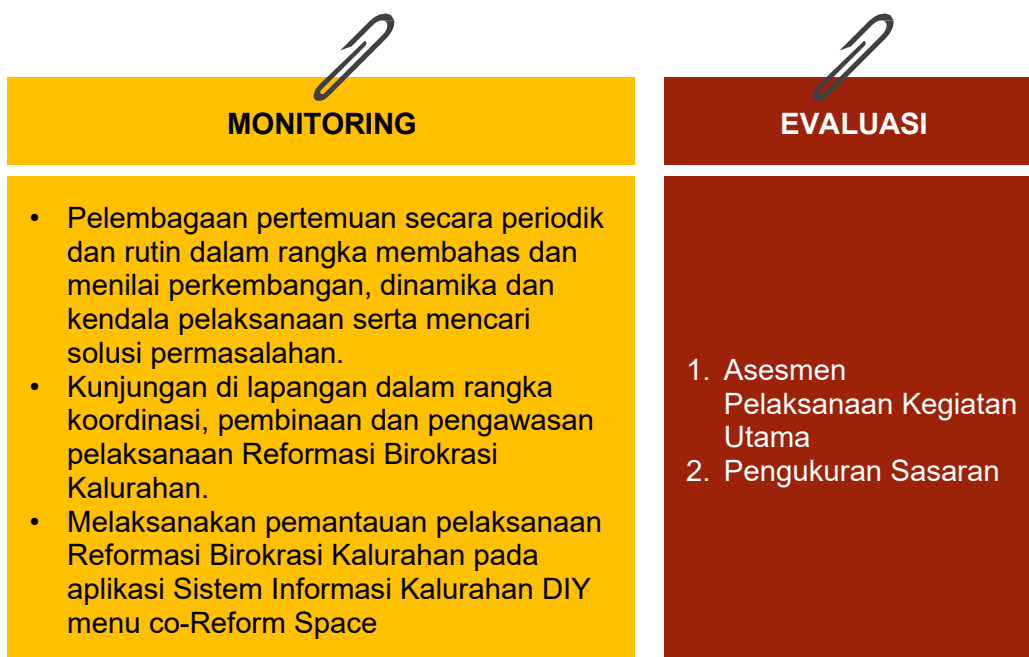 MONITORING
• Pelembagaan pertemuan secara periodik
dan rutin dalam rangka membahas dan
menilai perkembangan, dinamika dan
kendala pelaksanaan serta mencari
solusi permasalahan.
• Kunjungan di lapangan dalam rangka
koordinasi, pembinaan dan pengawasan
pelaksanaan Reformasi Birokrasi
Kalurahan.
• Melaksanakan pemantauan pelaksanaan
Reformasi Birokrasi Kalurahan pada
aplikasi Sistem Informasi Kalurahan DIY
menu co-Reform Space
EVALUASI
1. Asesmen
Pelaksanaan Kegiatan
Utama
2. Pengukuran Sasaran